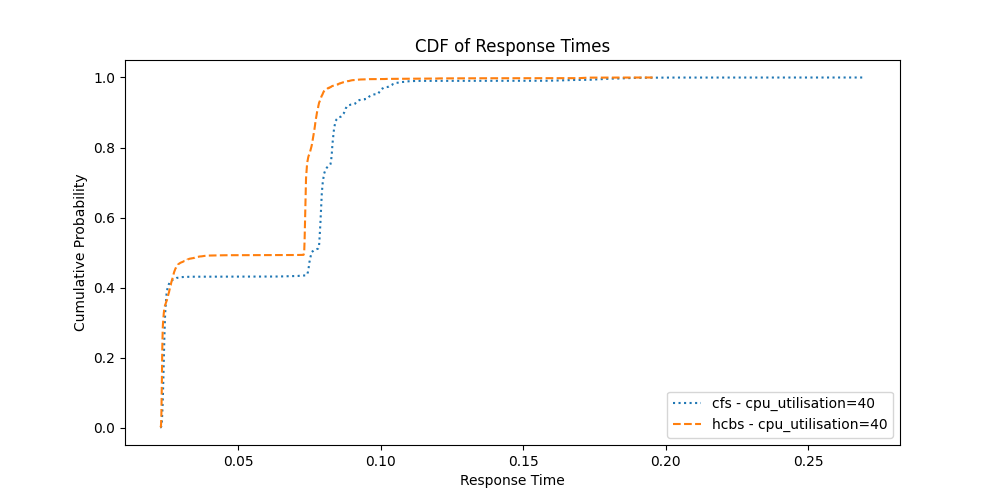 CDF of Response Times
Cumulative Probability
1.0
0.8
0.6
0.4
0.2
0.0
0.05
0.10
0.15
0.20
0.25
Response Time
cfs - cpu_utilisation=40
hcbs - cpu_utilisation=40